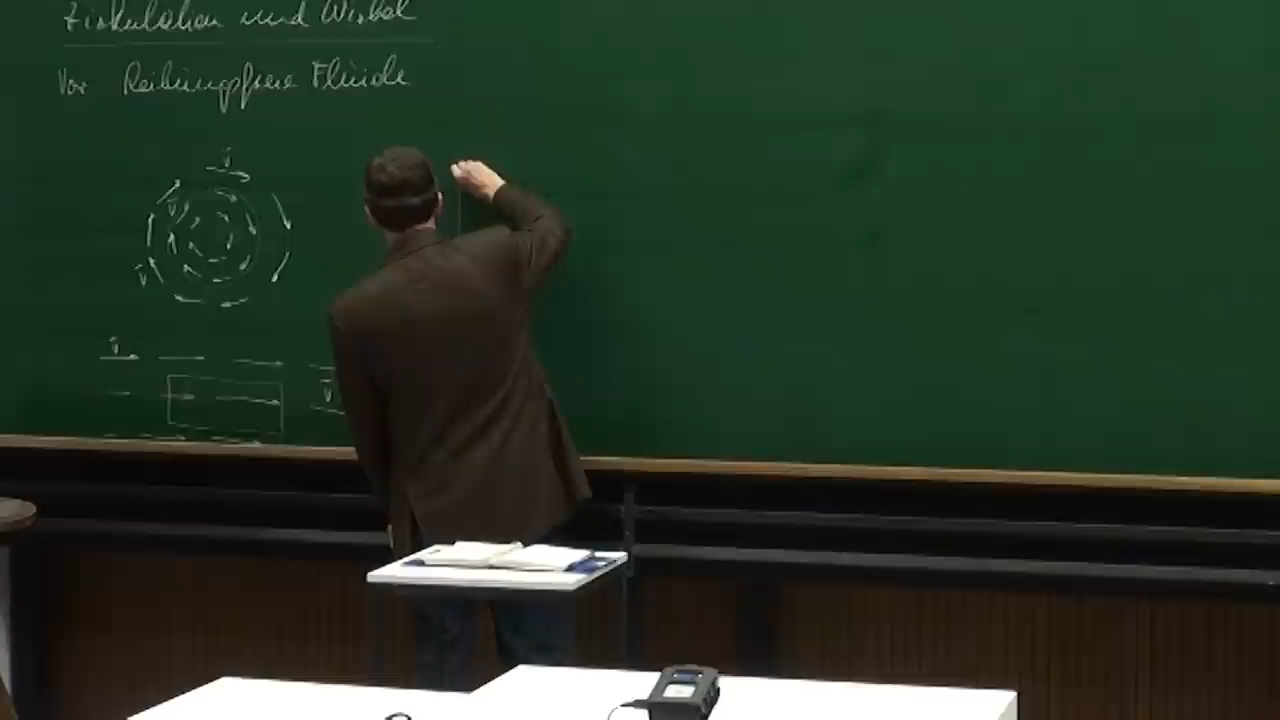 Zirkulation und Wirbel
Vor Reibungsfreie Fluide
v⃗
v⃗
v⃗
v⃗
v⃗